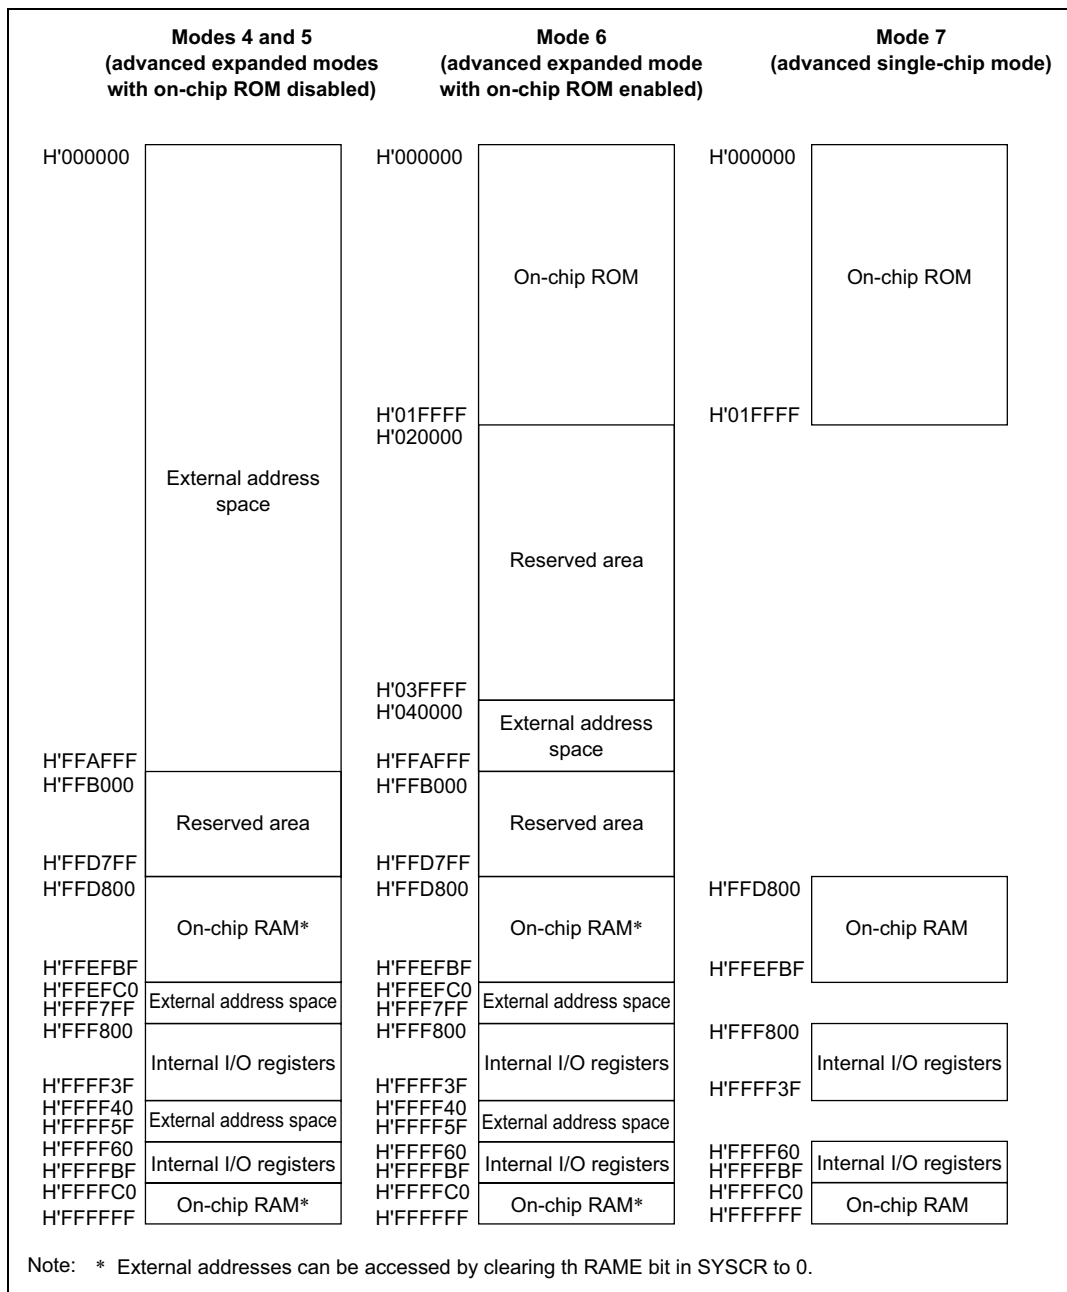 Modes 4 and 5
(advanced expanded modes
with on-chip ROM disabled)
H'000000
External address
space
H'FFAFFF
H'FFB000
Reserved area
H'FFD7FF
H'FFD800
On-chip RAM*
H'FFEFBF
H'FFEFC0
External address space
H'FFF7FF
H'FFF800
Internal I/O registers
H'FFFF3F
H'FFFF40
External address space
H'FFFF5F
H'FFFF60
Internal I/O registers
H'FFFFBF
H'FFFFC0
On-chip RAM*
H'FFFFFF
Mode 6
(advanced expanded mode
with on-chip ROM enabled)
H'000000
On-chip ROM
H'01FFFF
H'020000
Reserved area
H'03FFFF
H'040000
External address
space
H'FFAFFF
H'FFB000
Reserved area
H'FFD7FF
H'FFD800
On-chip RAM*
H'FFEFBF
H'FFEFC0
External address space
H'FFF7FF
H'FFF800
Internal I/O registers
H'FFFF3F
H'FFFF40
External address space
H'FFFF5F
H'FFFF60
Internal I/O registers
H'FFFFBF
H'FFFFC0
On-chip RAM*
H'FFFFFF
Mode 7
(advanced single-chip mode)
H'000000
On-chip ROM
H'01FFFF
H'FFD800
On-chip RAM
H'FFEFBF
H'FFF800
Internal I/O registers
H'FFFF3F
H'FFFF60
Internal I/O registers
H'FFFFBF
H'FFFFC0
On-chip RAM
H'FFFFFF
Note: * External addresses can be accessed by clearing th RAME bit in SYSCR to 0.